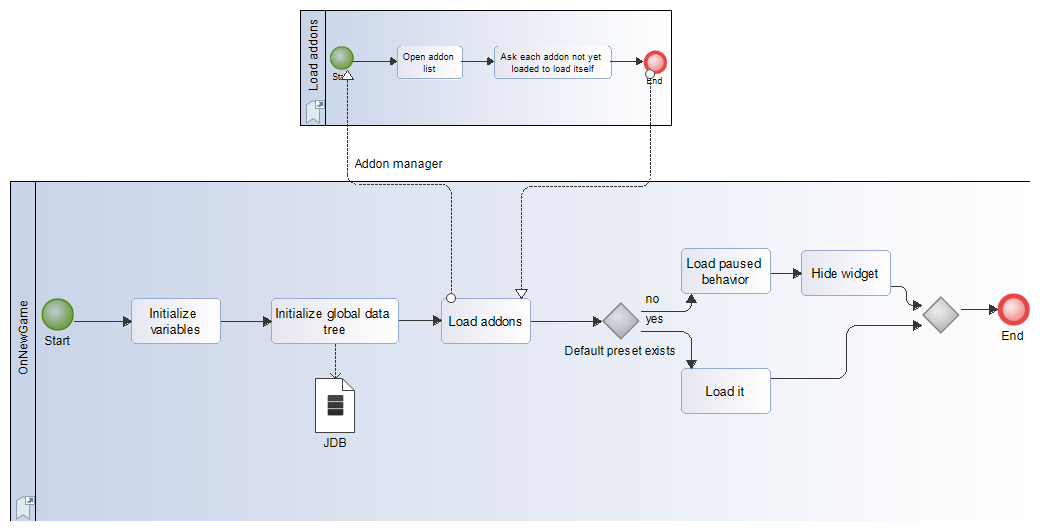 Load addons
Start
Open addon
list
Ask each addon not yet
loaded to load itself
End
Addon manager
OnNewGame
Start
Initialize
variables
Initialize global data
tree
JDB
Load addons
no
yes
Default preset exists
Load paused
behavior
Hide widget
Load it
End